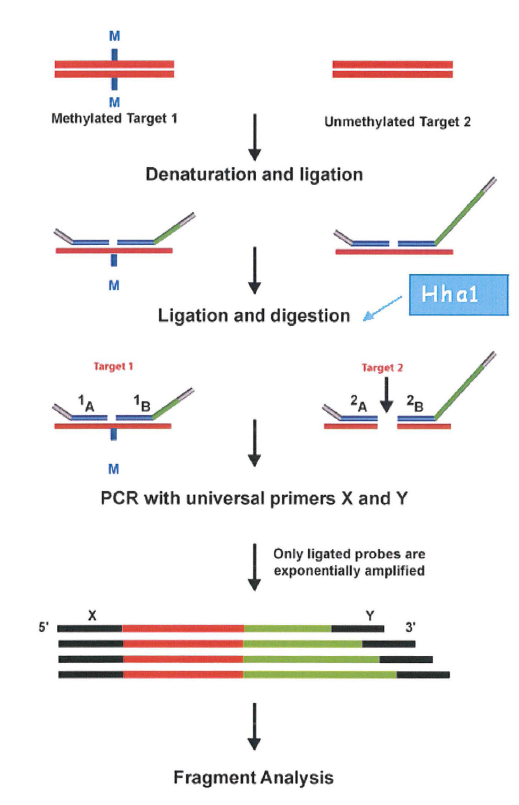 M
M
Methylated Target 1
Unmethylated Target 2
Denaturation and ligation
M
Hha1
Ligation and digestion
Target 1
Target 2
1A
1B
2A
2B
M
PCR with universal primers X and Y
Only ligated probes are
exponentially amplified
X
Y
5'
3'
Fragment Analysis